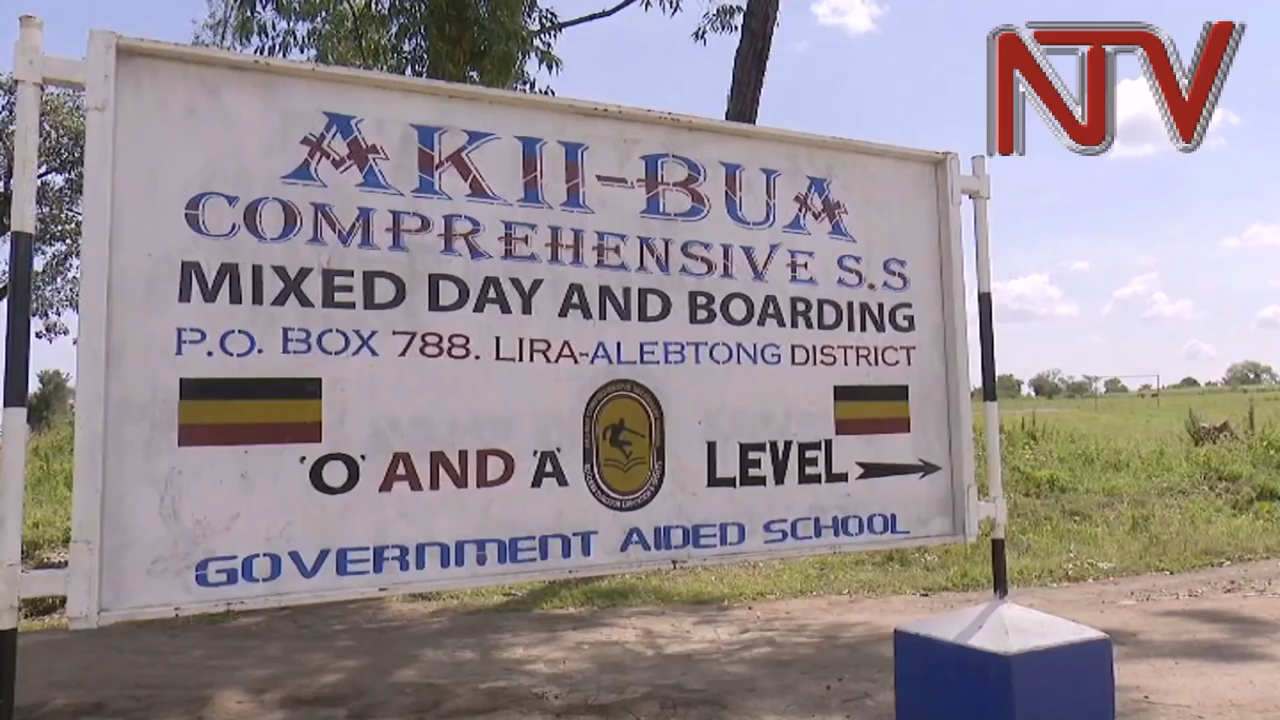 NTV
AKII-BUA
COMPREHENSIVE S.S
MIXED DAY AND BOARDING
P.O. BOX 788. LIRA-ALEBTONG DISTRICT
'O' AND 'A' LEVEL
GOVERNMENT AIDED SCHOOL